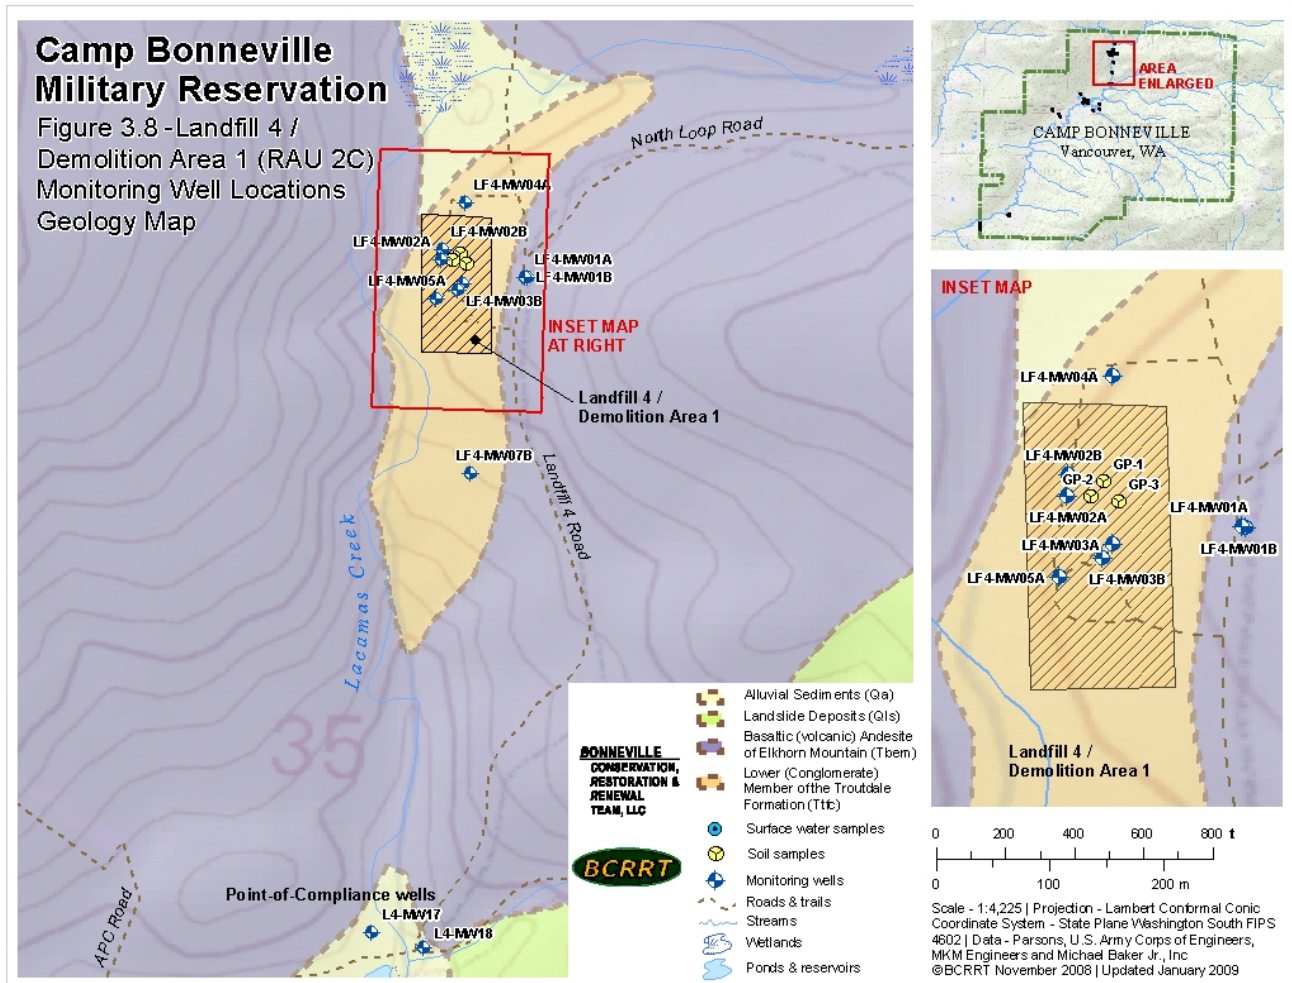 Camp Bonneville
Military Reservation
Figure 3.8 -Landfill 4 /
Demolition Area 1 (RAU 2C)
Monitoring Well Locations
Geology Map
North Loop Road
LF4-MW04A
LF4-MW02B
LF4-MW02A
LF4-MW01A
LF4-MW01B
LF4-MW05A
LF4-MW03B
INSET MAP
AT RIGHT
Landfill 4 /
Demolition Area 1
LF4-MW07B
Landfill 4 Road
Lacamas Creek
35
APC Road
Point-of-Compliance wells
L4-MW17
L4-MW18
BONNEVILLE
CONSERVATION,
RESTORATION &
RENEWAL
TEAM, LLC
BCRRT
Alluvial Sediments (Qa)
Landslide Deposits (Qls)
Basaltic (volcanic) Andesite
of Elkhorn Mountain (Tbem)
Lower (Conglomerate)
Member of the Troutdale
Formation (Ttfc)
Surface water samples
Soil samples
Monitoring wells
Roads & trails
Streams
Wetlands
Ponds & reservoirs
AREA
ENLARGED
CAMP BONNEVILLE
Vancouver, WA
INSET MAP
LF4-MW04A
LF4-MW02B
GP-1
GP-2
GP-3
LF4-MW02A
LF4-MW01A
LF4-MW03A
LF4-MW01B
LF4-MW05A
LF4-MW03B
Landfill 4 /
Demolition Area 1
0 200 400 600 800 t
0 100 200 m
Scale - 1:4,225 | Projection - Lambert Conformal Conic
Coordinate System - State Plane Washington South FIPS
4602 | Data - Parsons, U.S. Army Corps of Engineers,
MKM Engineers and Michael Baker Jr., Inc
©BCRRT November 2008 | Updated January 2009